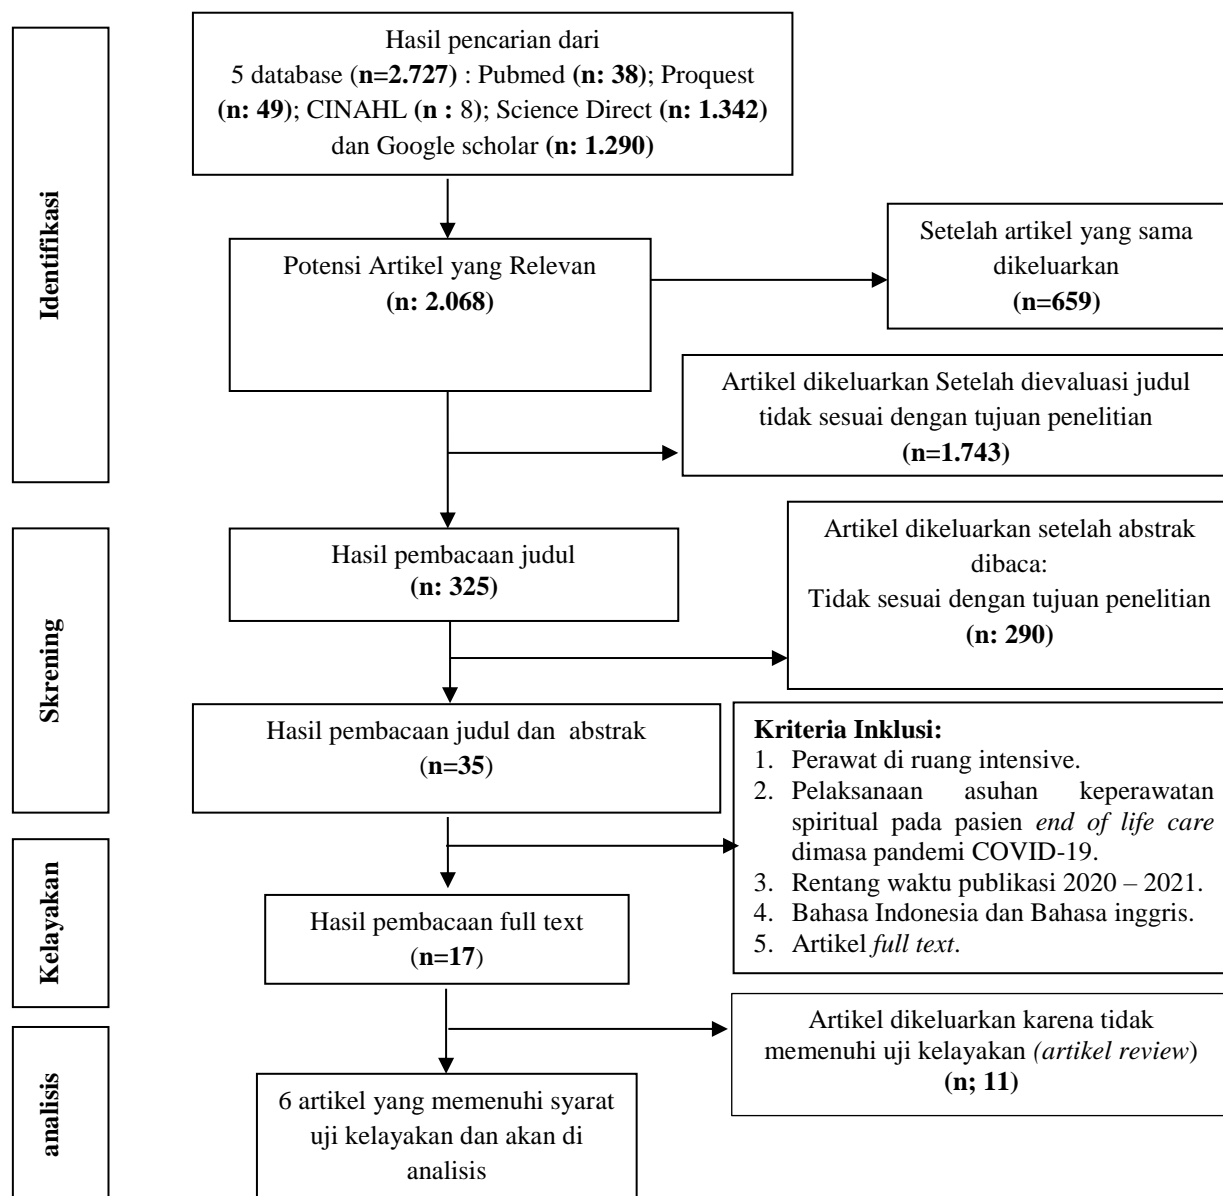 Identifikasi
Hasil pencarian dari
5 database (n=2.727) : Pubmed (n: 38); Proquest
(n: 49); CINAHL (n : 8); Science Direct (n: 1.342)
dan Google scholar (n: 1.290)
Potensi Artikel yang Relevan
(n: 2.068)
Setelah artikel yang sama
dikeluarkan
(n=659)
Artikel dikeluarkan Setelah dievaluasi judul
tidak sesuai dengan tujuan penelitian
(n=1.743)
Skrening
Hasil pembacaan judul
(n: 325)
Artikel dikeluarkan setelah abstrak
dibaca:
Tidak sesuai dengan tujuan penelitian
(n: 290)
Hasil pembacaan judul dan abstrak
(n=35)
Kriteria Inklusi:
1. Perawat di ruang intensive.
2. Pelaksanaan asuhan keperawatan
spiritual pada pasien end of life care
dimasa pandemi COVID-19.
3. Rentang waktu publikasi 2020 – 2021.
4. Bahasa Indonesia dan Bahasa inggris.
5. Artikel full text.
Kelayakan
Hasil pembacaan full text
(n=17)
Artikel dikeluarkan karena tidak
memenuhi uji kelayakan (artikel review)
(n; 11)
analisis
6 artikel yang memenuhi syarat
uji kelayakan dan akan di
analisis